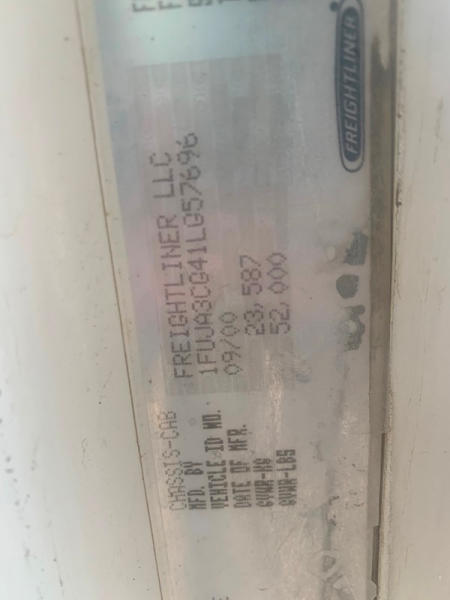 FREIGHTLINER
CHASSIS-CAB
MFD. BY FREIGHTLINER LLC
VEHICLE ID NO. 1FUJA3CG41LG57696
DATE OF MFR. 09/00
GVWR-KG 23,587
GVWR-LBS 52,000